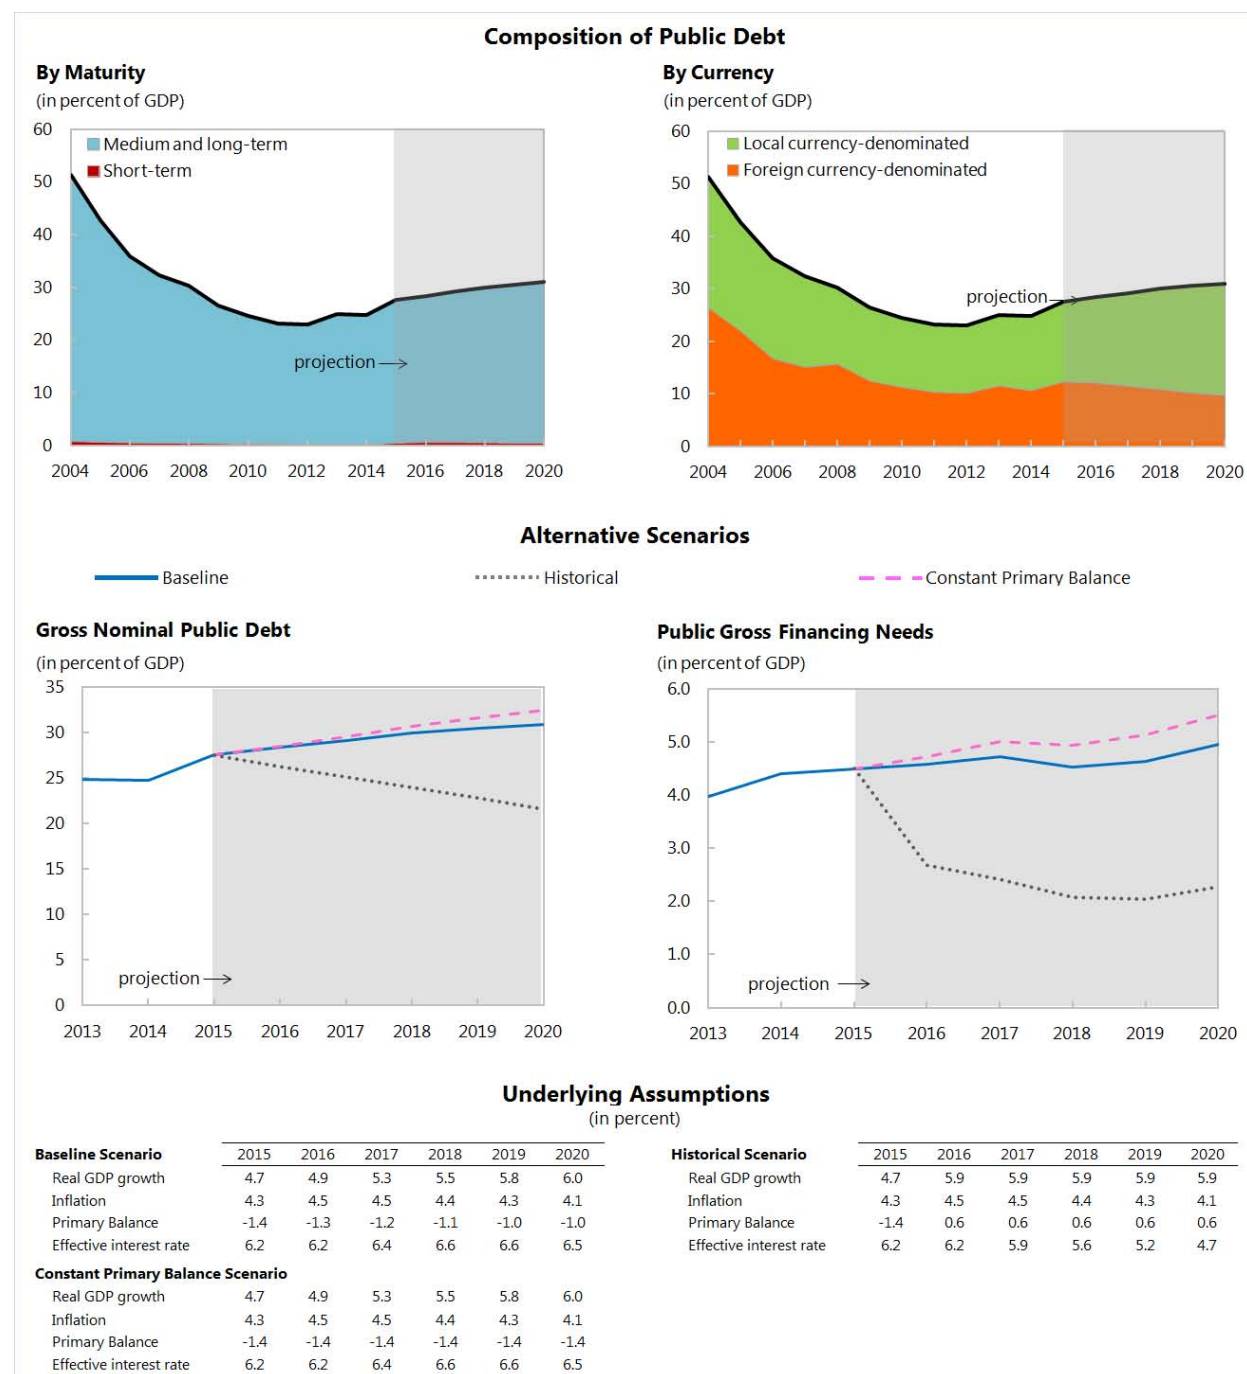 Composition of Public Debt
By Maturity
(in percent of GDP)
60
50
40
30
20
10
0
Medium and long-term
Short-term
projection
2004 2006 2008 2010 2012 2014 2016 2018 2020
By Currency
(in percent of GDP)
60
50
40
30
20
10
0
Local currency-denominated
Foreign currency-denominated
projection
2004 2006 2008 2010 2012 2014 2016 2018 2020
Alternative Scenarios
Baseline Historical Constant Primary Balance
Gross Nominal Public Debt
(in percent of GDP)
35
30
25
20
15
10
5
0
projection
2013 2014 2015 2016 2017 2018 2019 2020
Public Gross Financing Needs
(in percent of GDP)
6.0
5.0
4.0
3.0
2.0
1.0
0.0
projection
2013 2014 2015 2016 2017 2018 2019 2020
Underlying Assumptions
(in percent)
Baseline Scenario 2015 2016 2017 2018 2019 2020
Real GDP growth 4.7 4.9 5.3 5.5 5.8 6.0
Inflation 4.3 4.5 4.5 4.4 4.3 4.1
Primary Balance -1.4 -1.3 -1.2 -1.1 -1.0 -1.0
Effective interest rate 6.2 6.2 6.4 6.6 6.6 6.5
Constant Primary Balance Scenario
Real GDP growth 4.7 4.9 5.3 5.5 5.8 6.0
Inflation 4.3 4.5 4.5 4.4 4.3 4.1
Primary Balance -1.4 -1.4 -1.4 -1.4 -1.4 -1.4
Effective interest rate 6.2 6.2 6.4 6.6 6.6 6.5
Historical Scenario 2015 2016 2017 2018 2019 2020
Real GDP growth 4.7 5.9 5.9 5.9 5.9 5.9
Inflation 4.3 4.5 4.5 4.4 4.3 4.1
Primary Balance -1.4 0.6 0.6 0.6 0.6 0.6
Effective interest rate 6.2 6.2 5.9 5.6 5.2 4.7